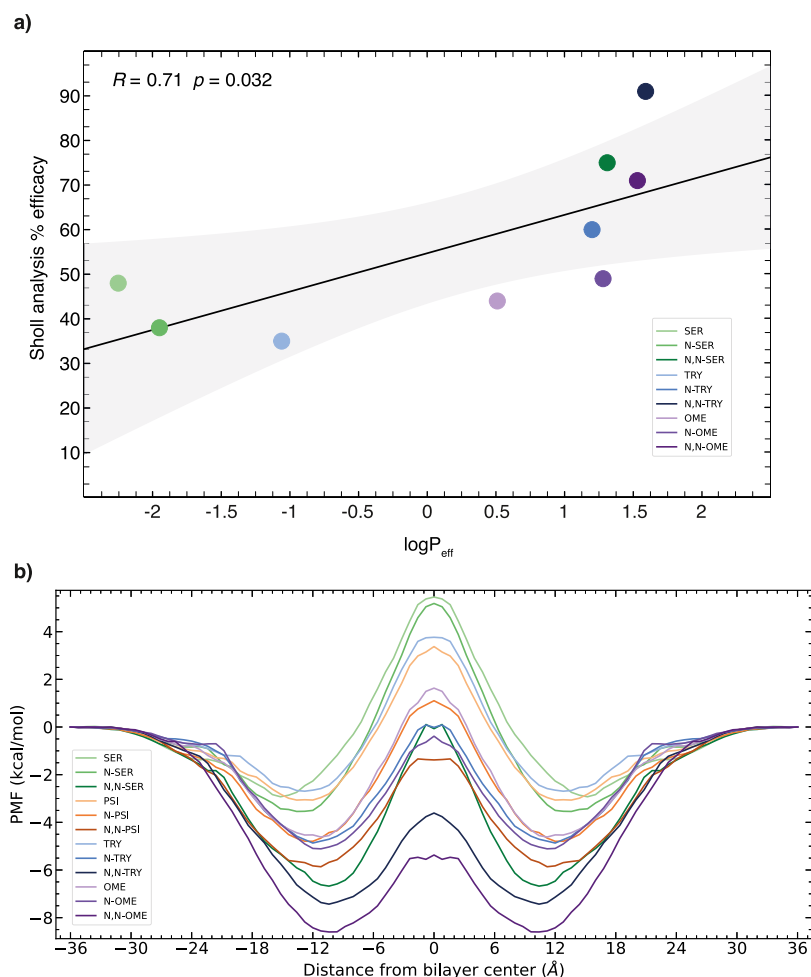 a)
R = 0.71 p = 0.032
Sholl analysis % efficacy
90
80
70
60
50
40
30
20
10
-2
-1
-0.5
0
0.5
1
1.5
2
logP_eff
SER
N-SER
N,N-SER
TRY
N-TRY
N,N-TRY
OME
N-OME
N,N-OME
b)
PMF (kcal/mol)
4
2
0
−2
−4
−6
−8
SER
N-SER
N,N-SER
PSI
N-PSI
N,N-PSI
TRY
N-TRY
N,N-TRY
OME
N-OME
N,N-OME
−36 −30 −24 −18 −12 −6 0 6 12 18 24 30 36
Distance from bilayer center (Å)